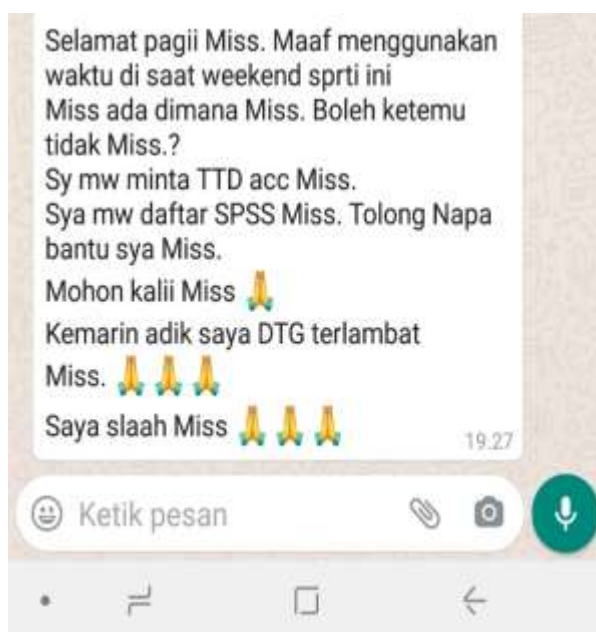 Selamat pagii Miss. Maaf menggunakan
waktu di saat weekend sprti ini
Miss ada dimana Miss. Boleh ketemu
tidak Miss.?
Sy mw minta TTD acc Miss.
Sya mw daftar SPSS Miss. Tolong Napa
bantu sya Miss.
Mohon kalii Miss 🙏
Kemarin adik saya DTG terlambat
Miss. 🙏 🙏 🙏
Saya slaah Miss 🙏 🙏 🙏
19.27
Ketik pesan